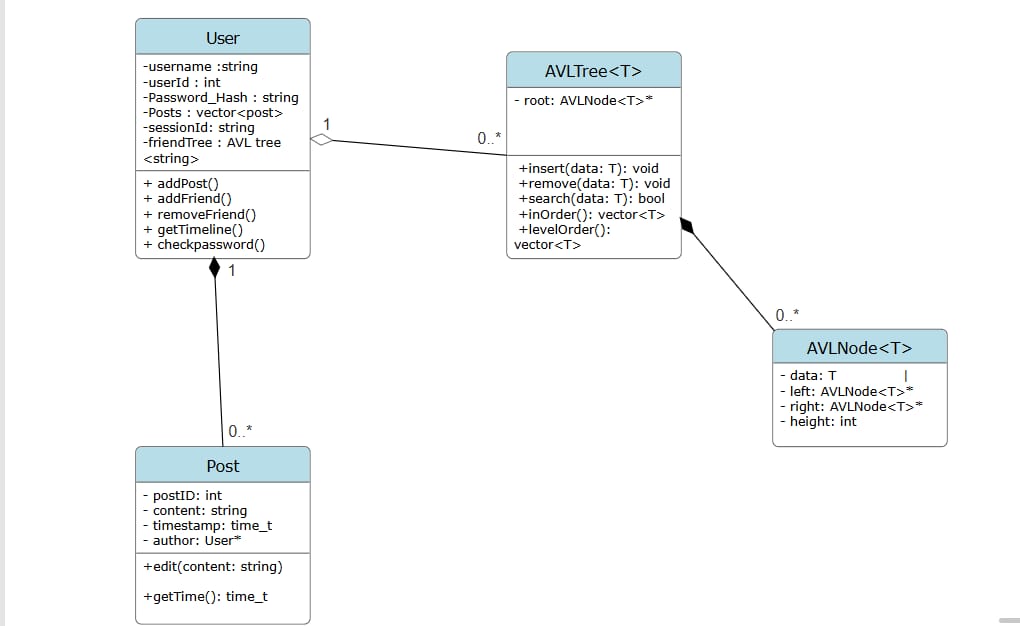 User
-username :string
-userId : int
-Password_Hash : string
-Posts : vector<post>
-sessionId: string
-friendTree : AVL tree
<string>
+ addPost()
+ addFriend()
+ removeFriend()
+ getTimeline()
+ checkpassword()
1
0..*
AVLTree<T>
- root: AVLNode<T>*
+insert(data: T): void
+remove(data: T): void
+search(data: T): bool
+inOrder(): vector<T>
+levelOrder():
vector<T>
0..*
AVLNode<T>
- data: T |
- left: AVLNode<T>*
- right: AVLNode<T>*
- height: int
1
0..*
Post
- postID: int
- content: string
- timestamp: time_t
- author: User*
+edit(content: string)
+getTime(): time_t